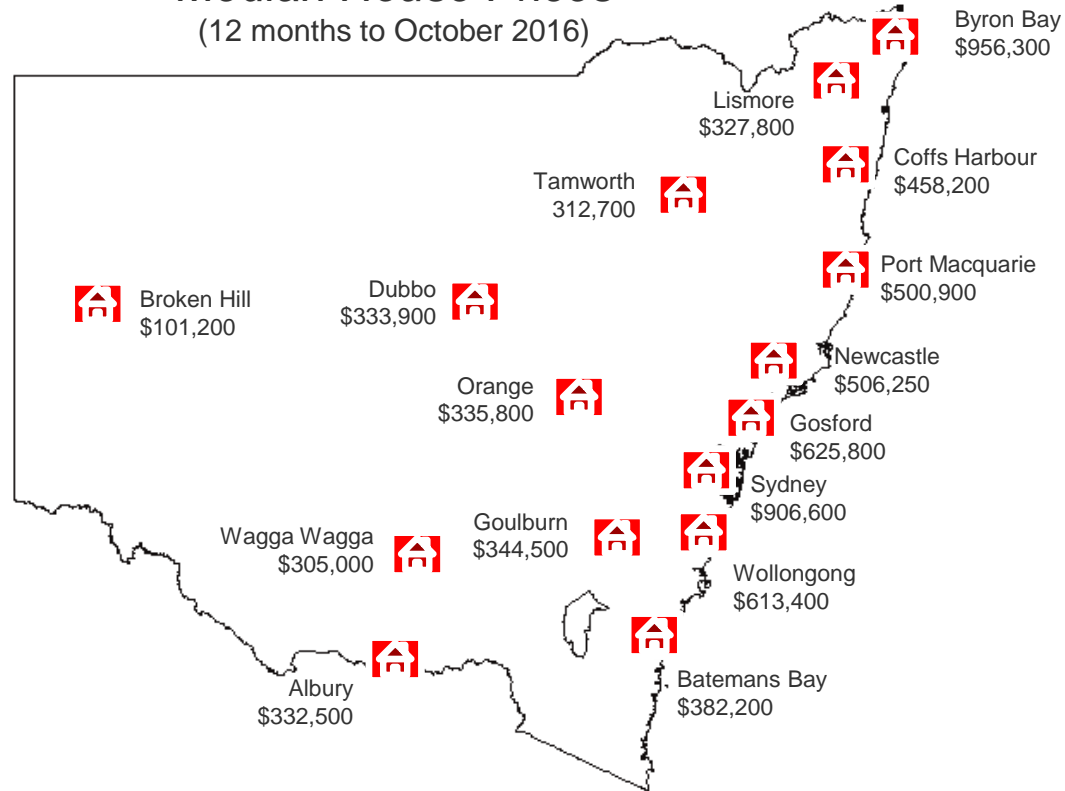 Median House Prices
(12 months to October 2016)
Byron Bay
$956,300
Lismore
$327,800
Coffs Harbour
$458,200
Tamworth
312,700
Port Macquarie
$500,900
Broken Hill
$101,200
Dubbo
$333,900
Newcastle
$506,250
Orange
$335,800
Gosford
$625,800
Sydney
$906,600
Wagga Wagga
$305,000
Goulburn
$344,500
Wollongong
$613,400
Albury
$332,500
Batemans Bay
$382,200